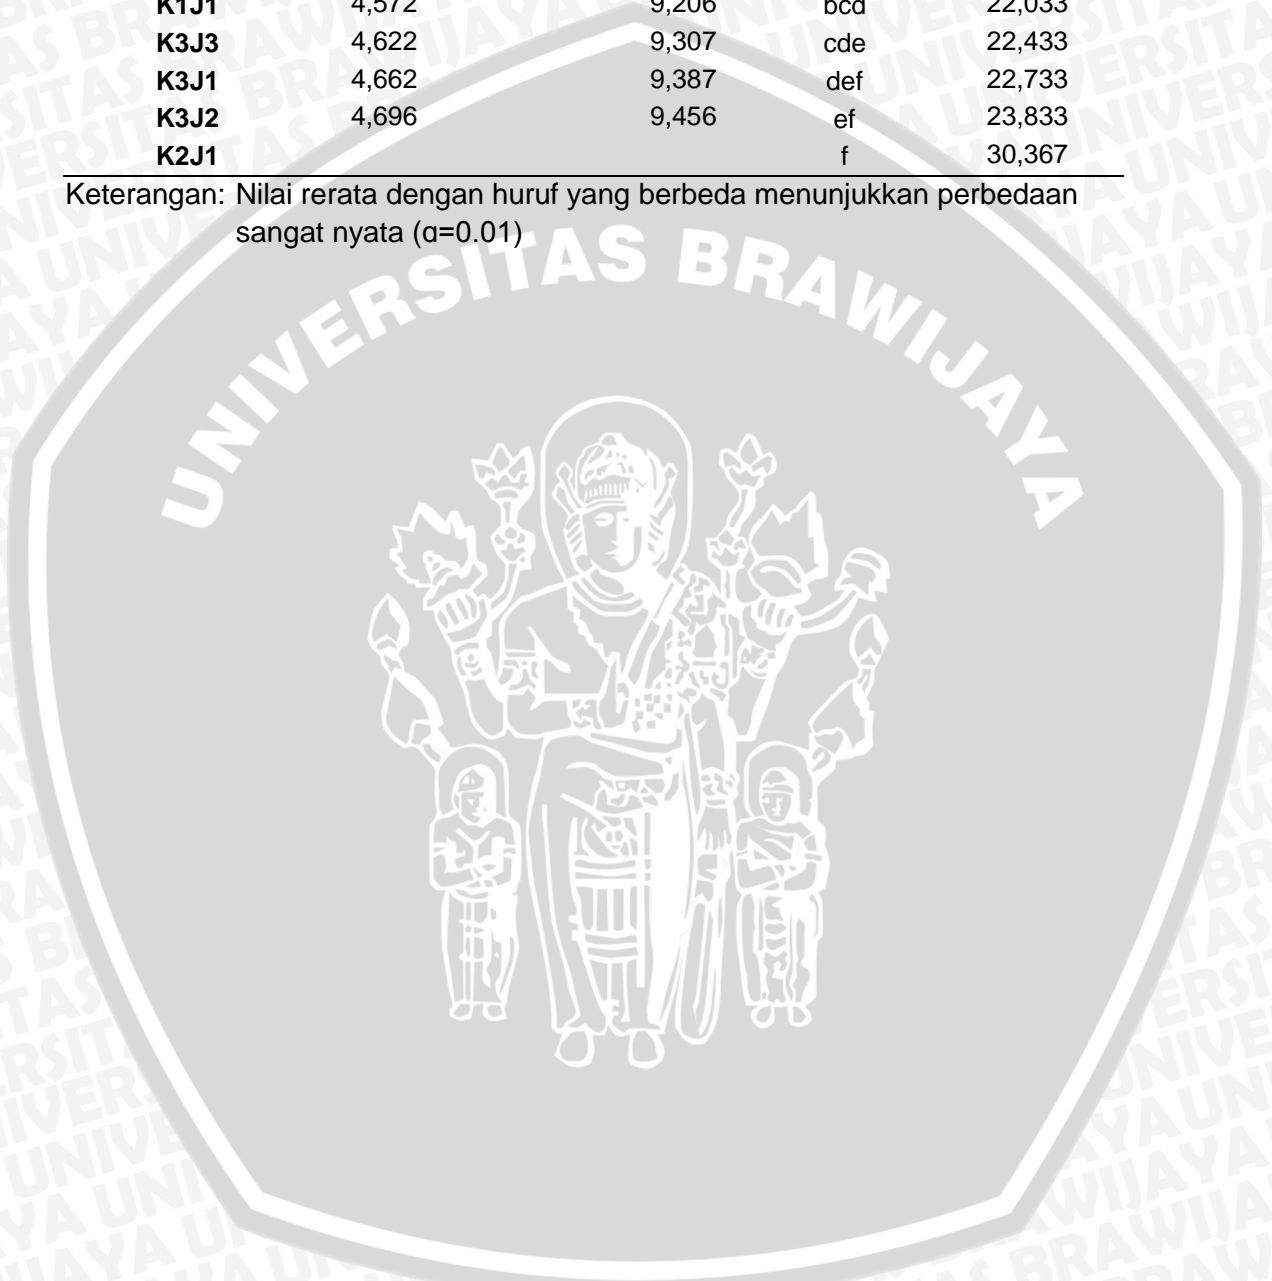 K1J1 4,572 9,206 bcd 22,033
K3J3 4,622 9,307 cde 22,433
K3J1 4,662 9,387 def 22,733
K3J2 4,696 9,456 ef 23,833
K2J1 f 30,367
Keterangan: Nilai rerata dengan huruf yang berbeda menunjukkan perbedaan
sangat nyata (α=0.01)
UNIVERSITAS BRAWIJAYA